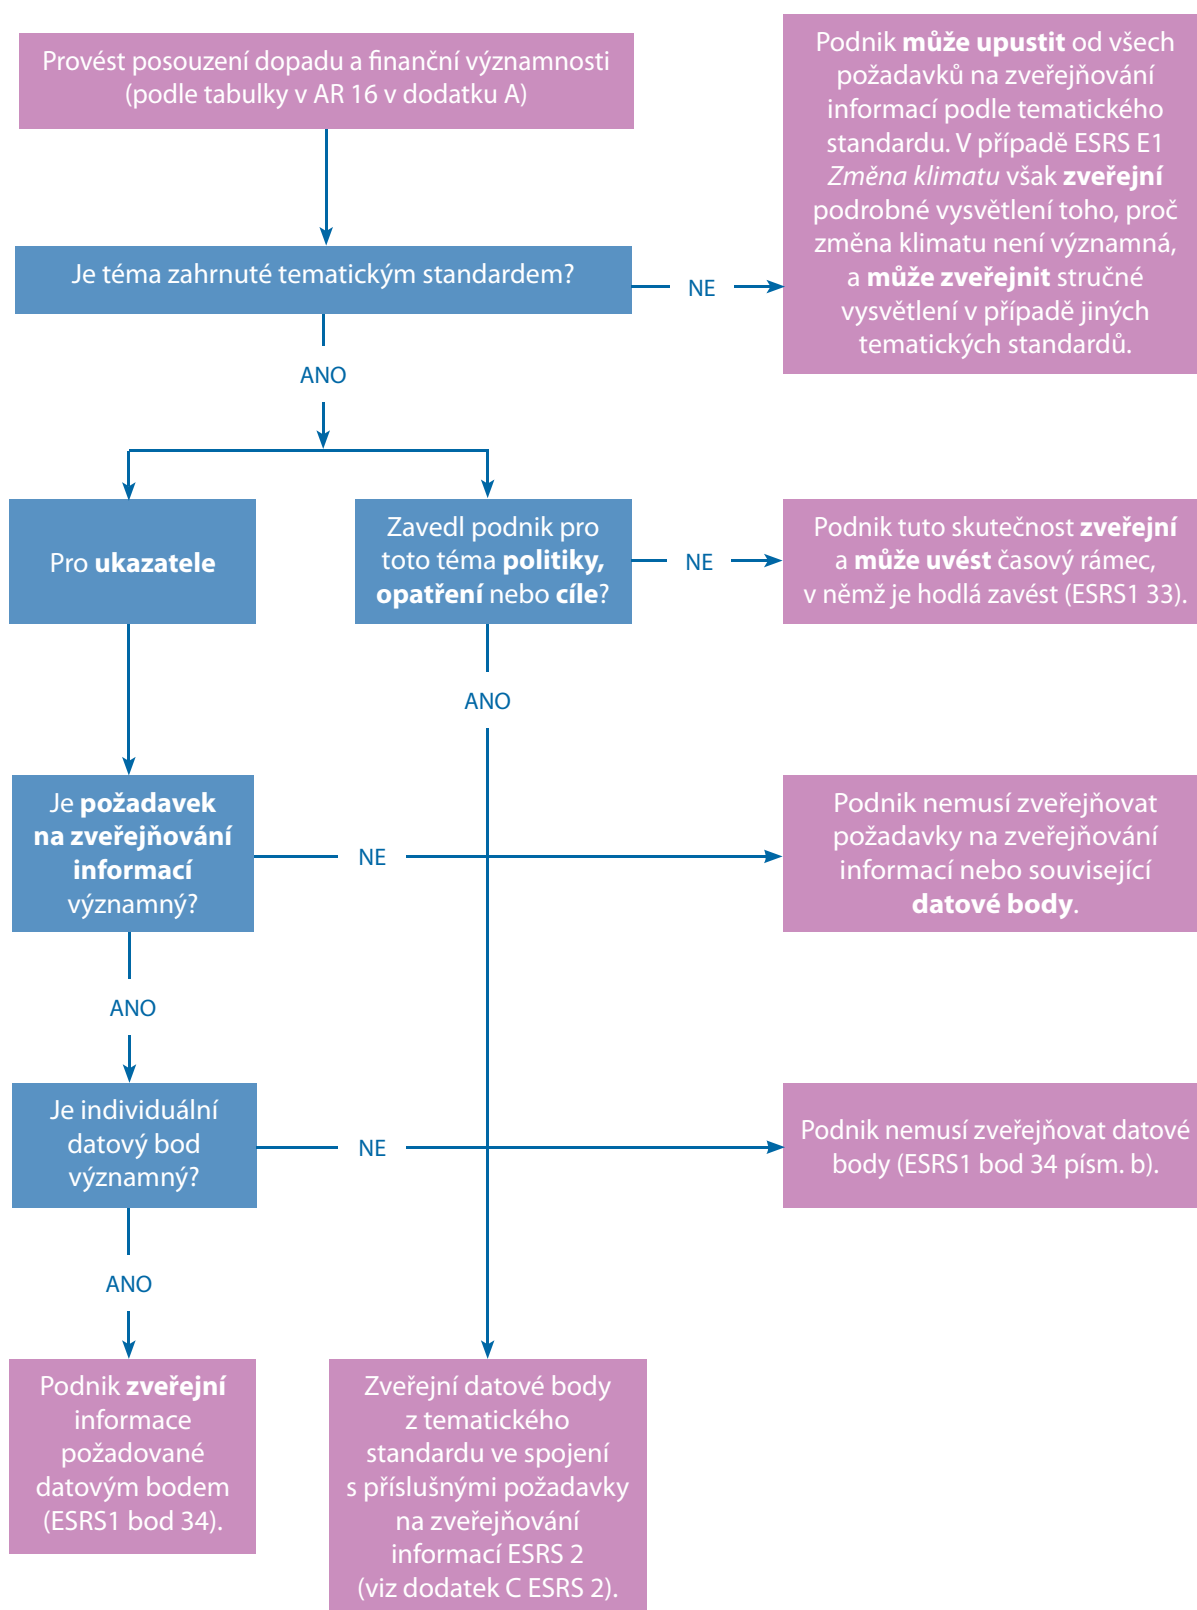 Provést posouzení dopadu a finanční významnosti
(podle tabulky v AR 16 v dodatku A)
Podnik může upustit od všech
požadavků na zveřejňování
informací podle tematického
standardu. V případě ESRS E1
Změna klimatu však zveřejní
podrobné vysvětlení toho, proč
změna klimatu není významná,
a může zveřejnit stručné
vysvětlení v případě jiných
tematických standardů.
Je téma zahrnuté tematickým standardem?
NE
ANO
Pro ukazatele
Zavedl podnik pro
toto téma politiky,
opatření nebo cíle?
NE
Podnik tuto skutečnost zveřejní
a může uvést časový rámec,
v němž je hodlá zavést (ESRS1 33).
ANO
Je požadavek
na zveřejňování
informací
významný?
NE
Podnik nemusí zveřejňovat
požadavky na zveřejňování
informací nebo související
datové body.
ANO
Je individuální
datový bod
významný?
NE
Podnik nemusí zveřejňovat datové
body (ESRS1 bod 34 písm. b).
ANO
Podnik zveřejní
informace
požadované
datovým bodem
(ESRS1 bod 34).
Zveřejní datové body
z tematického
standardu ve spojení
s příslušnými požadavky
na zveřejňování
informací ESRS 2
(viz dodatek C ESRS 2).